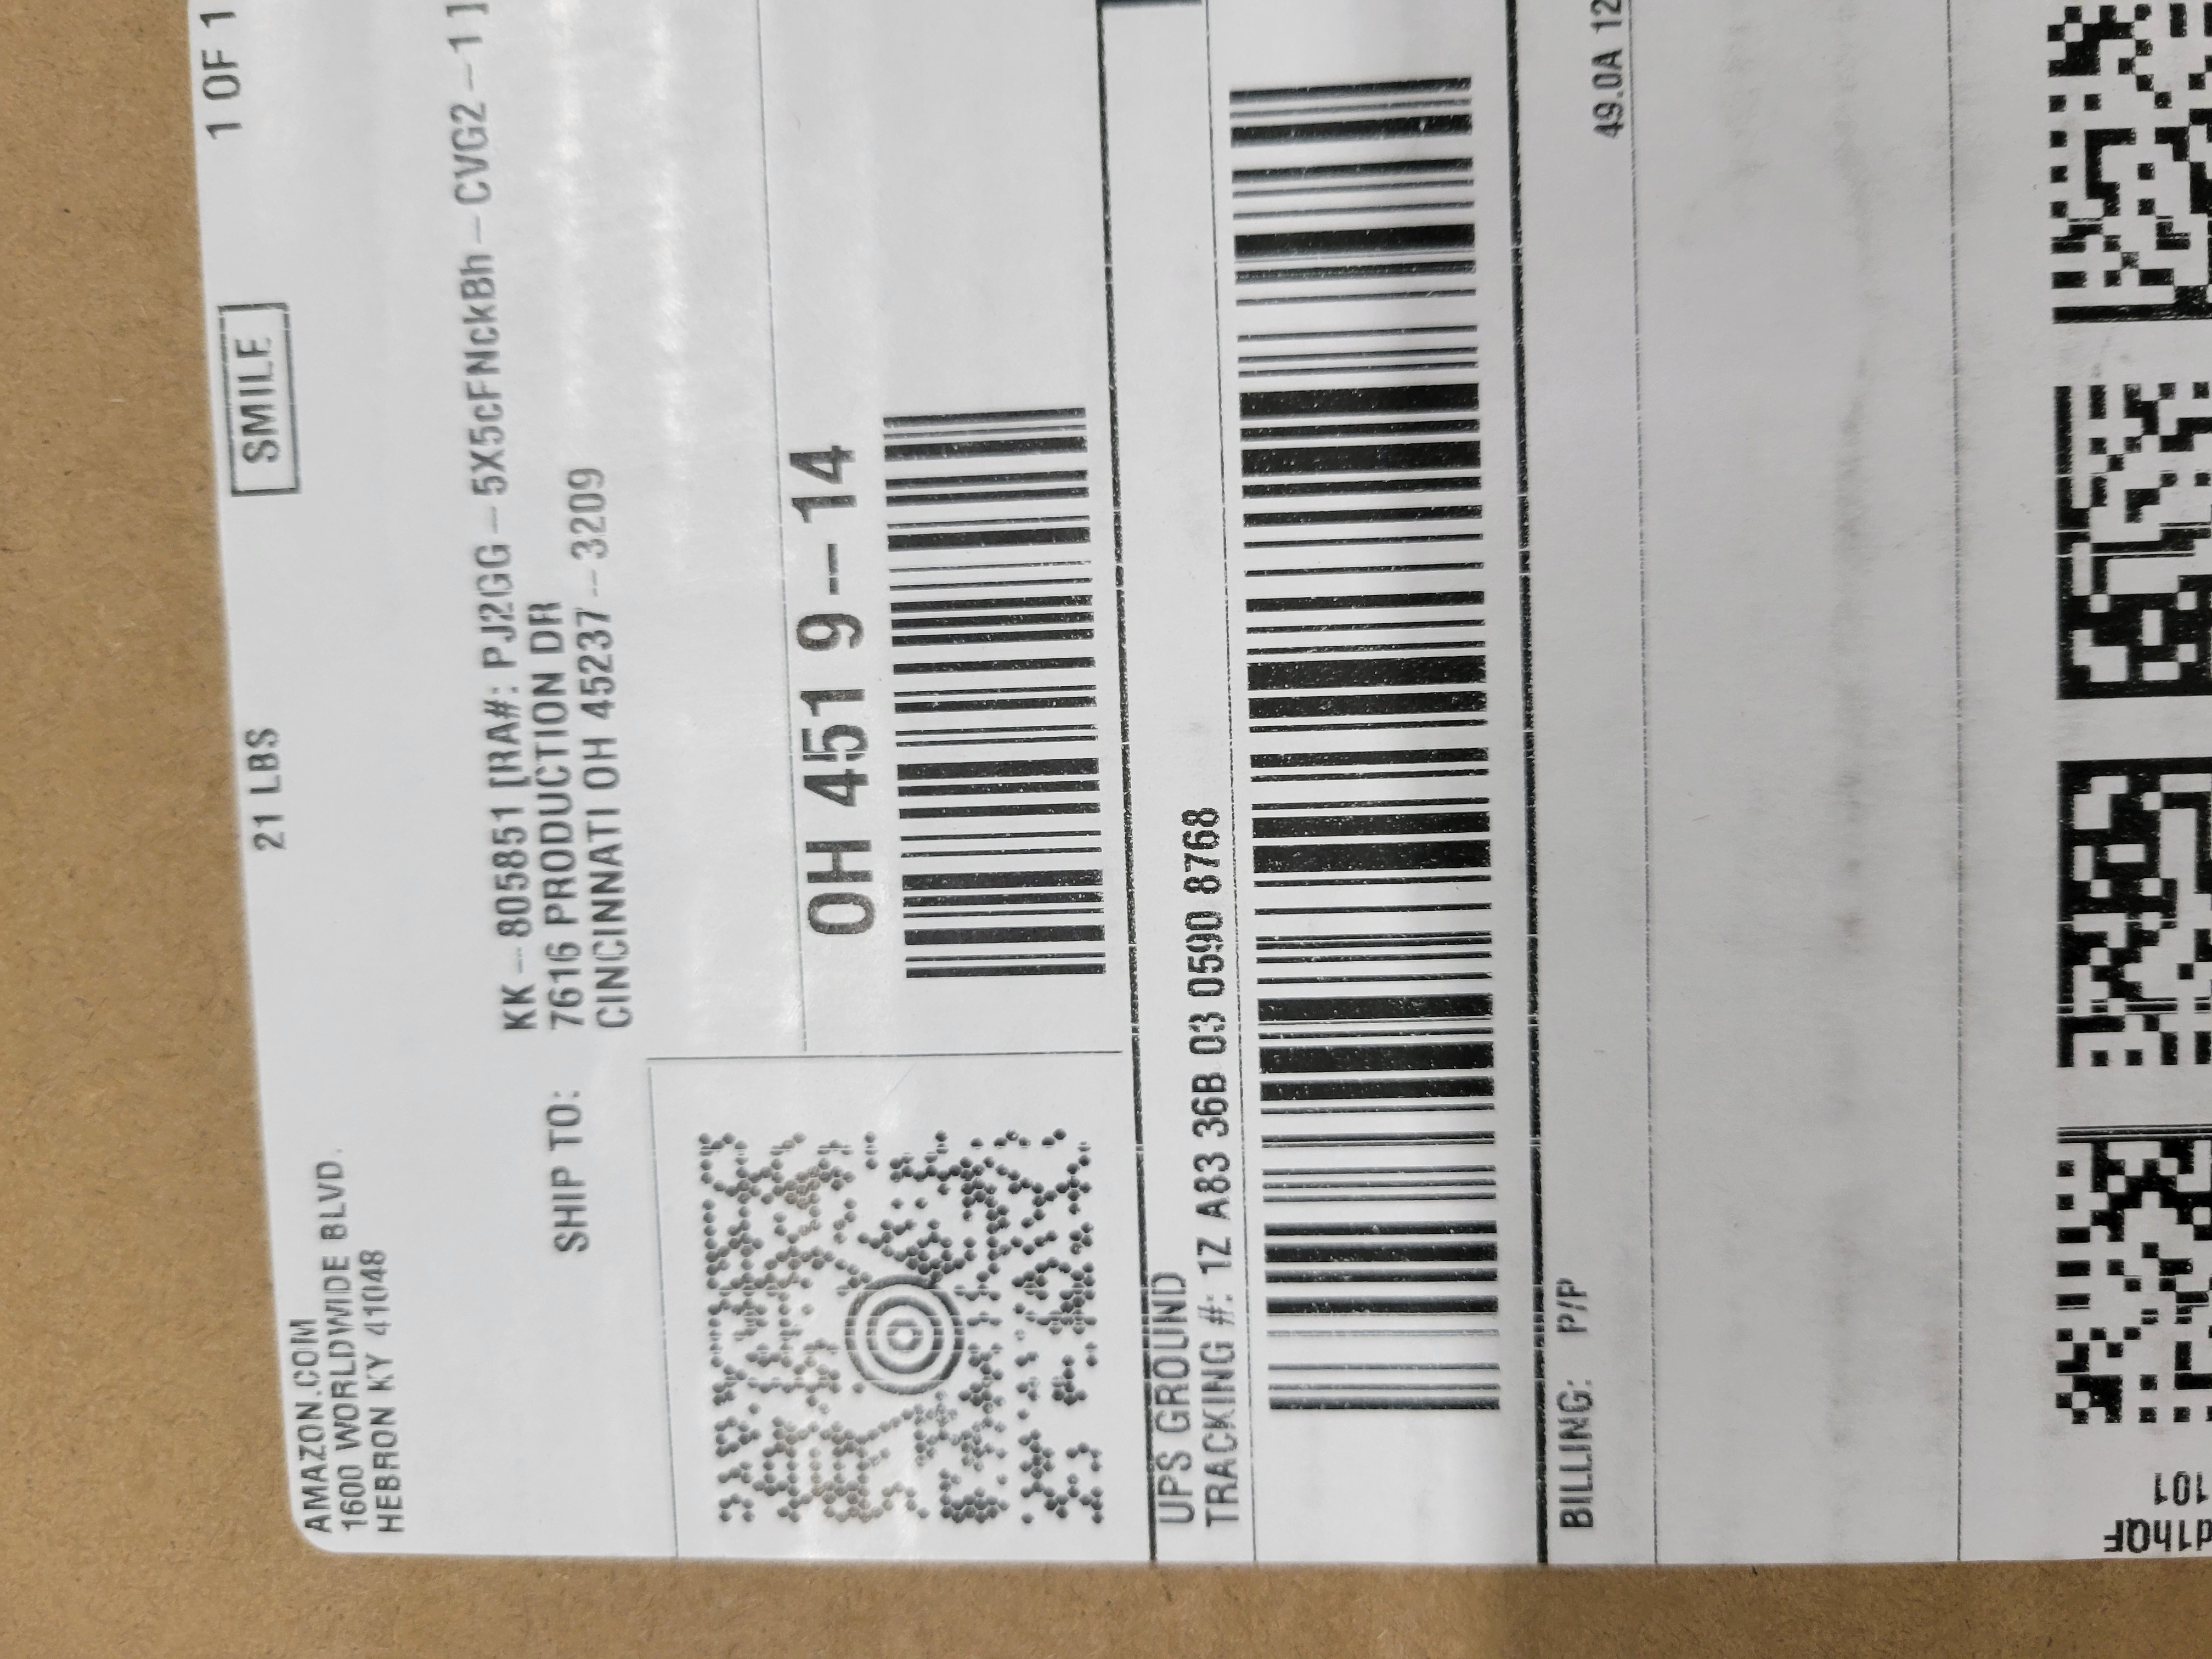 AMAZON.COM
1600 WORLDWIDE BLVD.
HEBRON KY 41048
21 LBS
SMILE
1 OF 1
SHIP TO:
KK-805851 [RA#: PJ2GG-5X5cFNckBh-CVG2-1]
7616 PRODUCTION DR
CINCINNATI OH 45237-3209
OH 451 9-14
UPS GROUND
TRACKING #: 1Z A83 36B 03 0590 8768
BILLING: P/P
49.0A 12
d1hQF
101